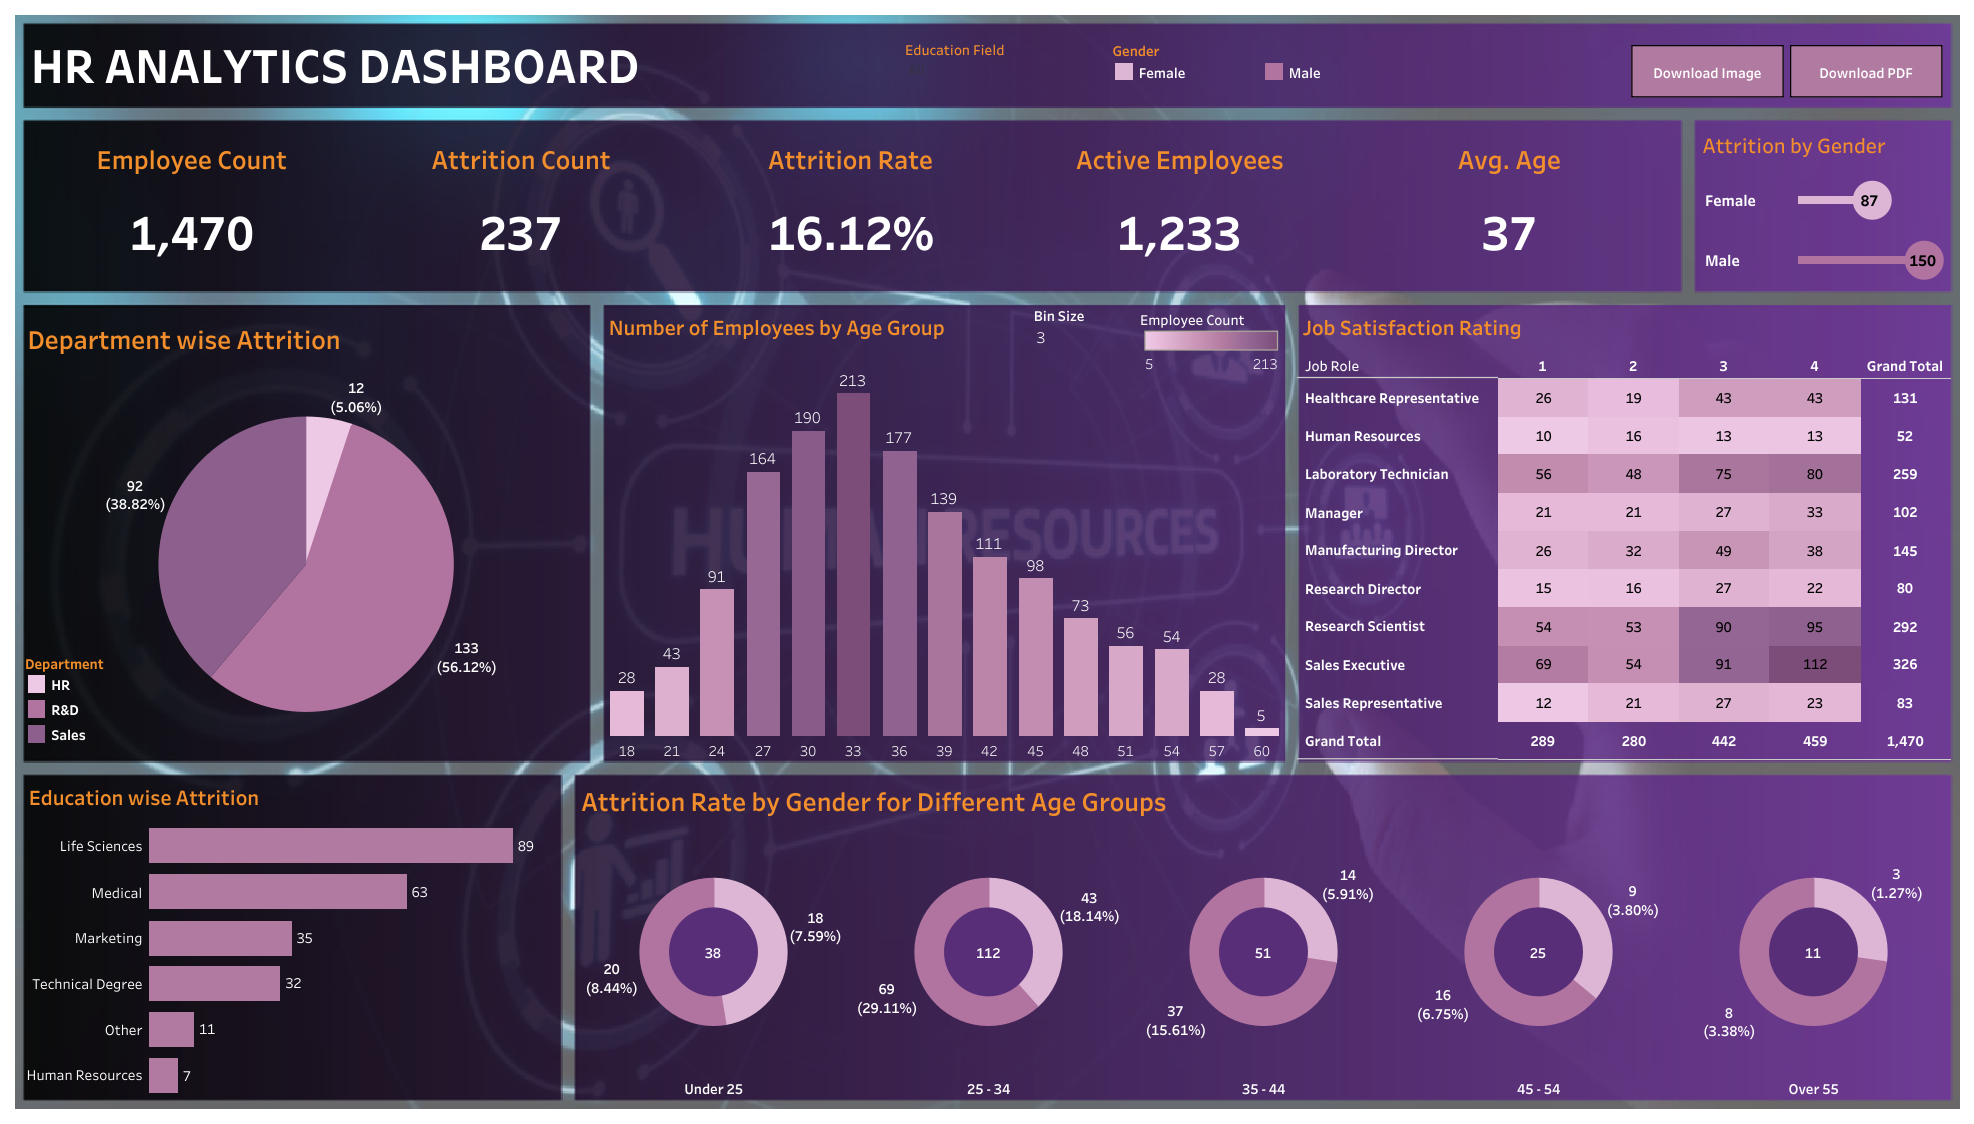 HR ANALYTICS DASHBOARD
Education Field
Gender
Female
Male
Download Image
Download PDF
Employee Count
Attrition Count
Attrition Rate
Active Employees
Avg. Age
1,470
237
16.12%
1,233
37
Attrition by Gender
Female
87
Male
150
Department wise Attrition
12
(5.06%)
92
(38.82%)
133
(56.12%)
Department
HR
R&D
Sales
Number of Employees by Age Group
Bin Size
3
Employee Count
5
213
28
43
91
164
190
213
177
139
111
98
73
56
54
28
5
18 21 24 27 30 33 36 39 42 45 48 51 54 57 60
HUMAN RESOURCES
Job Satisfaction Rating
Job Role 1 2 3 4 Grand Total
Healthcare Representative 26 19 43 43 131
Human Resources 10 16 13 13 52
Laboratory Technician 56 48 75 80 259
Manager 21 21 27 33 102
Manufacturing Director 26 32 49 38 145
Research Director 15 16 27 22 80
Research Scientist 54 53 90 95 292
Sales Executive 69 54 91 112 326
Sales Representative 12 21 27 23 83
Grand Total 289 280 442 459 1,470
Education wise Attrition
Life Sciences 89
Medical 63
Marketing 35
Technical Degree 32
Other 11
Human Resources 7
Attrition Rate by Gender for Different Age Groups
18
(7.59%)
38
20
(8.44%)
Under 25
43
(18.14%)
112
69
(29.11%)
25 - 34
14
(5.91%)
51
37
(15.61%)
35 - 44
9
(3.80%)
25
16
(6.75%)
45 - 54
3
(1.27%)
11
8
(3.38%)
Over 55